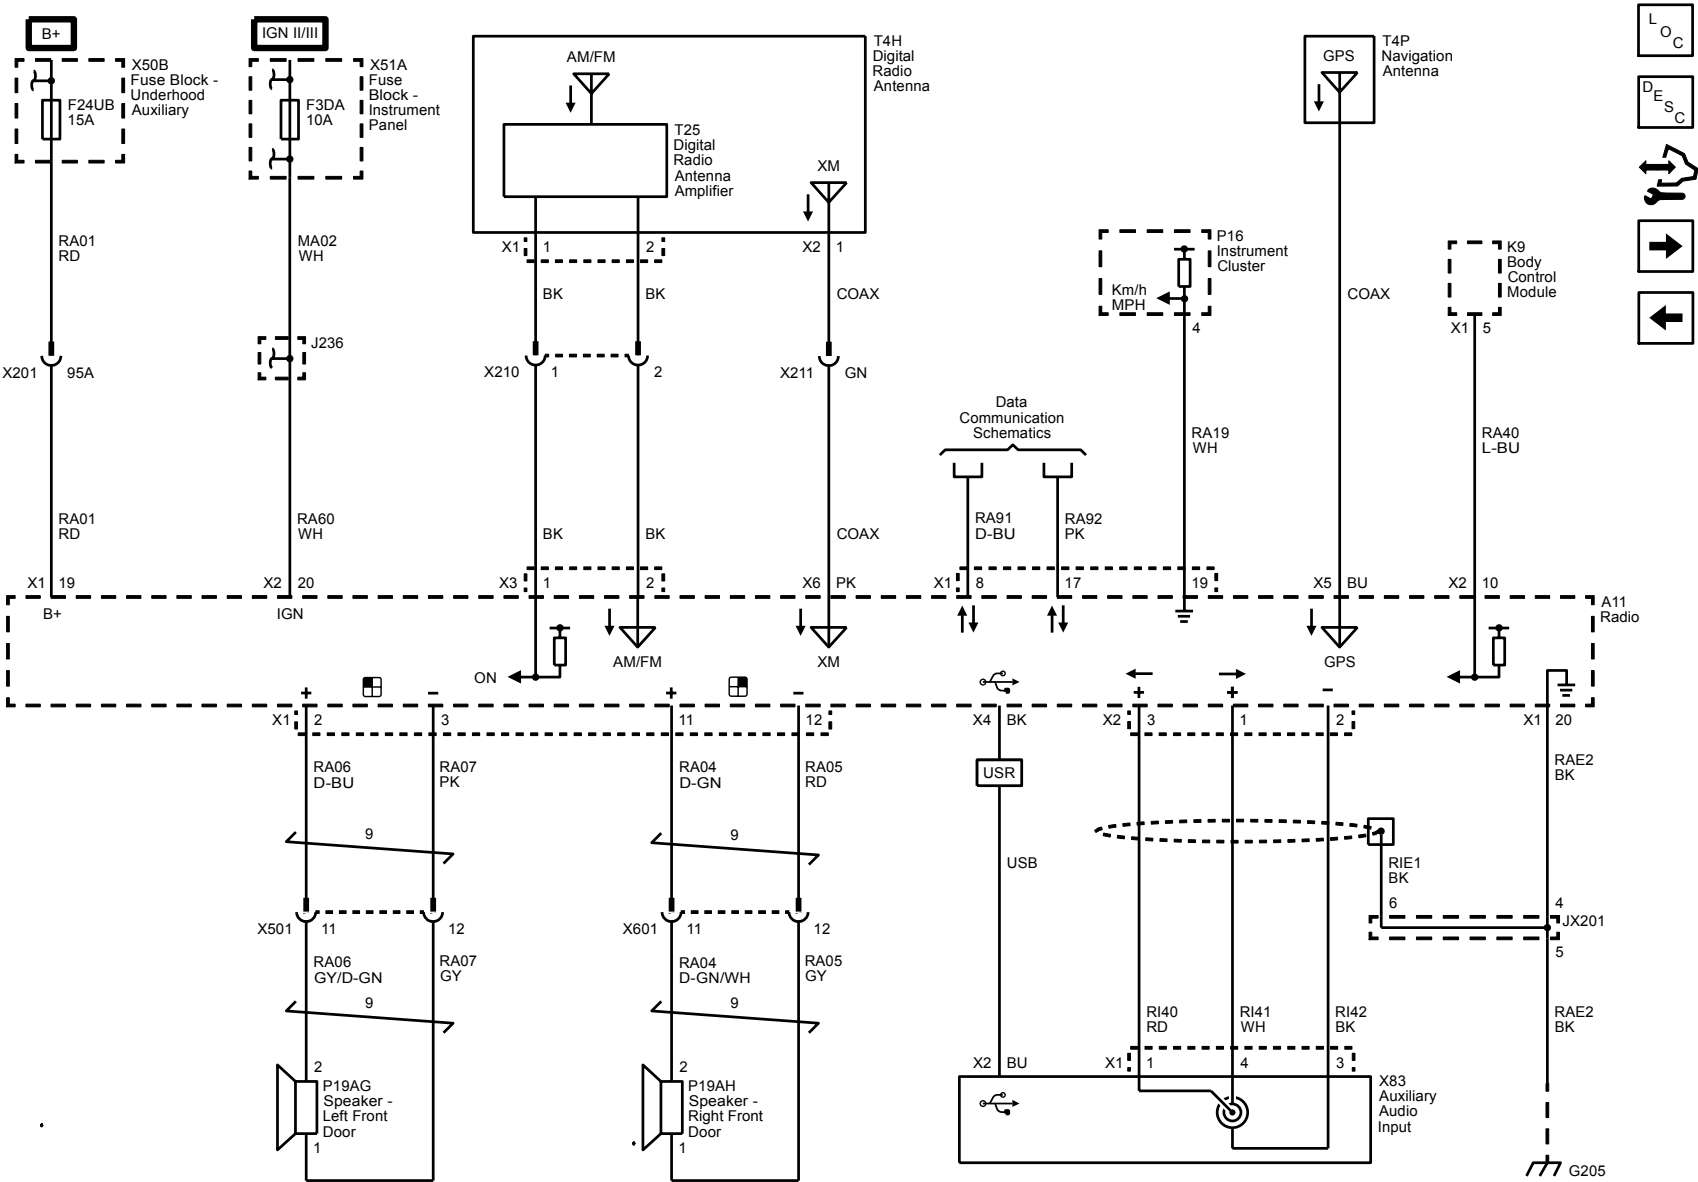 B+
IGN II/III
X50B
Fuse Block -
Underhood
Auxiliary
F24UB
15A
X51A
Fuse
Block -
Instrument
Panel
F3DA
10A
AM/FM
T4H
Digital
Radio
Antenna
T25
Digital
Radio
Antenna
Amplifier
XM
GPS
T4P
Navigation
Antenna
L
O
C
D
E
S
C
RA01
RD
MA02
WH
X1 1 2
X2 1
P16
Instrument
Cluster
Km/h
MPH
4
K9
Body
Control
Module
X1 5
BK
BK
COAX
COAX
J236
X201 95A
X210 1 2
X211 GN
Data
Communication
Schematics
RA19
WH
RA40
L-BU
RA01
RD
RA60
WH
BK
BK
COAX
RA91
D-BU
RA92
PK
X1 19
X2 20
X3 1 2
X6 PK
X1 8 17 19
X5 BU
X2 10
A11
Radio
B+
IGN
ON
AM/FM
XM
GPS
+ − + − + + −
X1 2 3 11 12
X4 BK
X2 3 1 2
X1 20
RA06
D-BU
RA07
PK
RA04
D-GN
RA05
RD
USR
RAE2
BK
9
9
USB
RIE1
BK
6
4
JX201
5
X501 11 12
X601 11 12
RA06
GY/D-GN
RA07
GY
RA04
D-GN/WH
RA05
GY
9
9
RI40
RD
RI41
WH
RI42
BK
RAE2
BK
2
P19AG
Speaker -
Left Front
Door
1
2
P19AH
Speaker -
Right Front
Door
1
X2 BU
X1 1 4 3
X83
Auxiliary
Audio
Input
G205